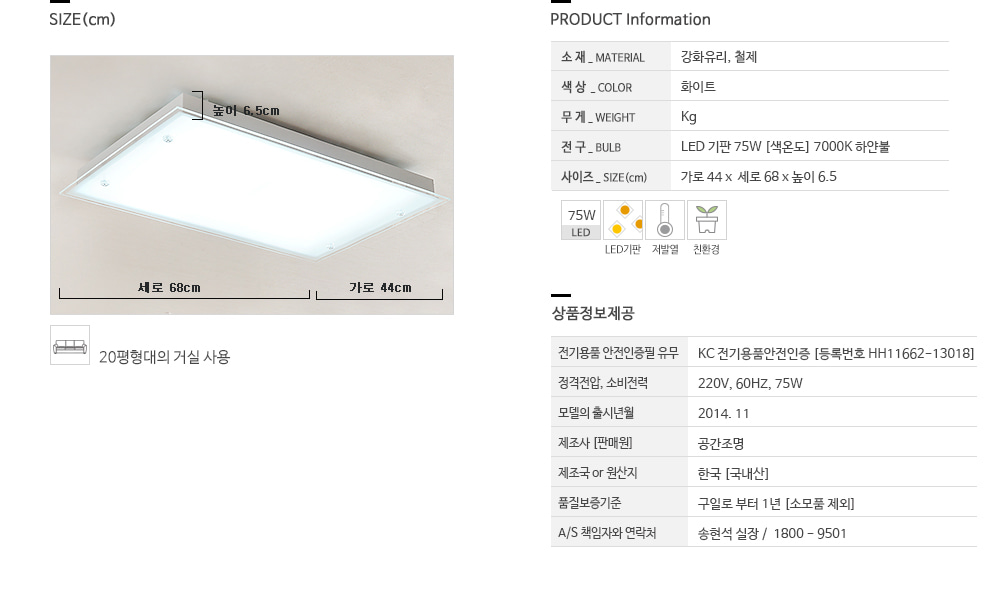 SIZE(cm)
높이 6.5cm
세로 68cm
가로 44cm
20평형대의 거실 사용
PRODUCT Information
소 재 _ MATERIAL 강화유리, 철제
색 상 _ COLOR 화이트
무 게 _ WEIGHT Kg
전 구 _ BULB LED 기판 75W [색온도] 7000K 하얀불
사이즈 _ SIZE(cm) 가로 44 x 세로 68 x 높이 6.5
75W
LED
LED기판 저발열 친환경
상품정보제공
전기용품 안전인증필 유무 KC 전기용품안전인증 [등록번호 HH11662-13018]
정격전압, 소비전력 220V, 60HZ, 75W
모델의 출시년월 2014. 11
제조사 [판매원] 공간조명
제조국 or 원산지 한국 [국내산]
품질보증기준 구일로 부터 1년 [소모품 제외]
A/S 책임자와 연락처 송현석 실장 / 1800 - 9501